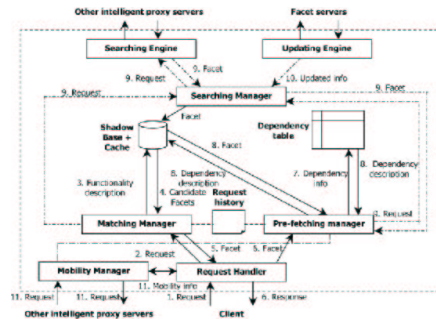 Other intelligent proxy servers
Facet servers
Searching Engine
Updating Engine
9. Facet
9. Request
10. Updated info
9. Request
Searching Manager
9. Facet
Facet
Shadow
Base +
Cache
8. Facet
Dependency
table
3. Functionality
description
8. Dependency
description
4. Candidate
Facets
Request
history
7. Dependency
info
8. Dependency
description
Matching Manager
Pre-fetching manager
9. Request
2. Request
5. Facet
5. Facet
Mobility Manager
Request Handler
11. Mobility info
11. Request
11. Request
1. Request
6. Response
Other intelligent proxy servers
Client